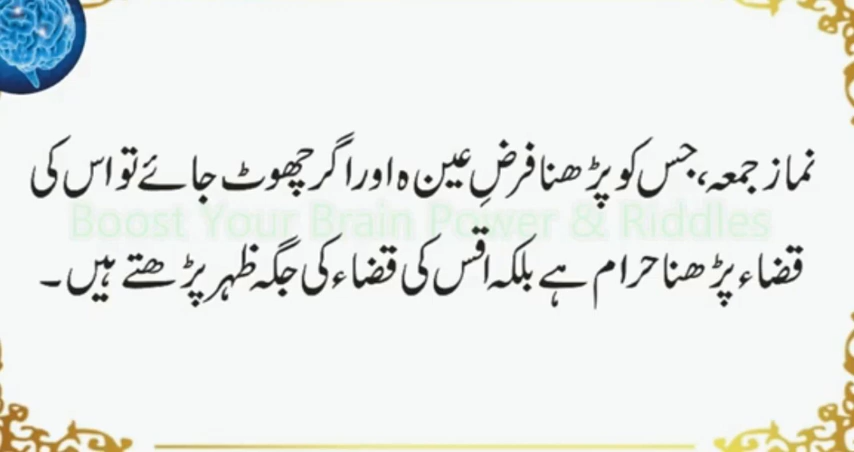 نماز جمعہ، جس کو پڑھنا فرضِ عین ہ اور اگر چھوٹ جائے تو اس کی
Boost Your Brain Power & Riddles
قضاء پڑھنا حرام ہے بلکہ اقس کی قضاء کی جگہ ظہر پڑھتے ہیں۔